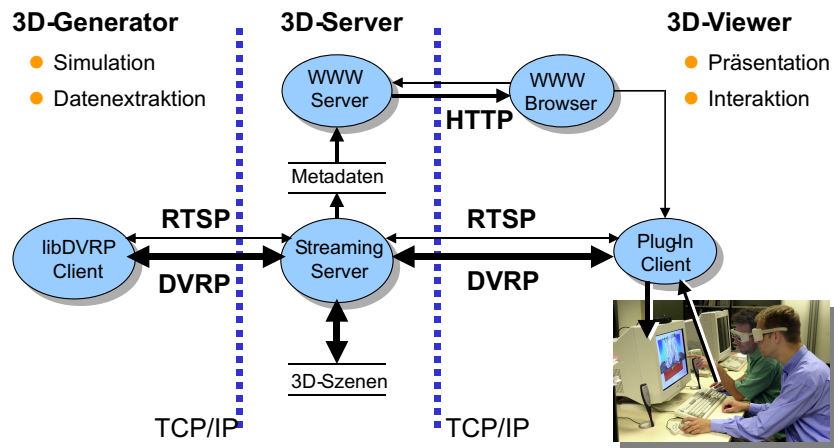 3D-Generator
Simulation
Datenextraktion
3D-Server
3D-Viewer
Präsentation
Interaktion
WWW
Server
WWW
Browser
HTTP
Metadaten
RTSP
RTSP
libDVRP
Client
Streaming
Server
Plug-In
Client
DVRP
DVRP
3D-Szenen
TCP/IP
TCP/IP